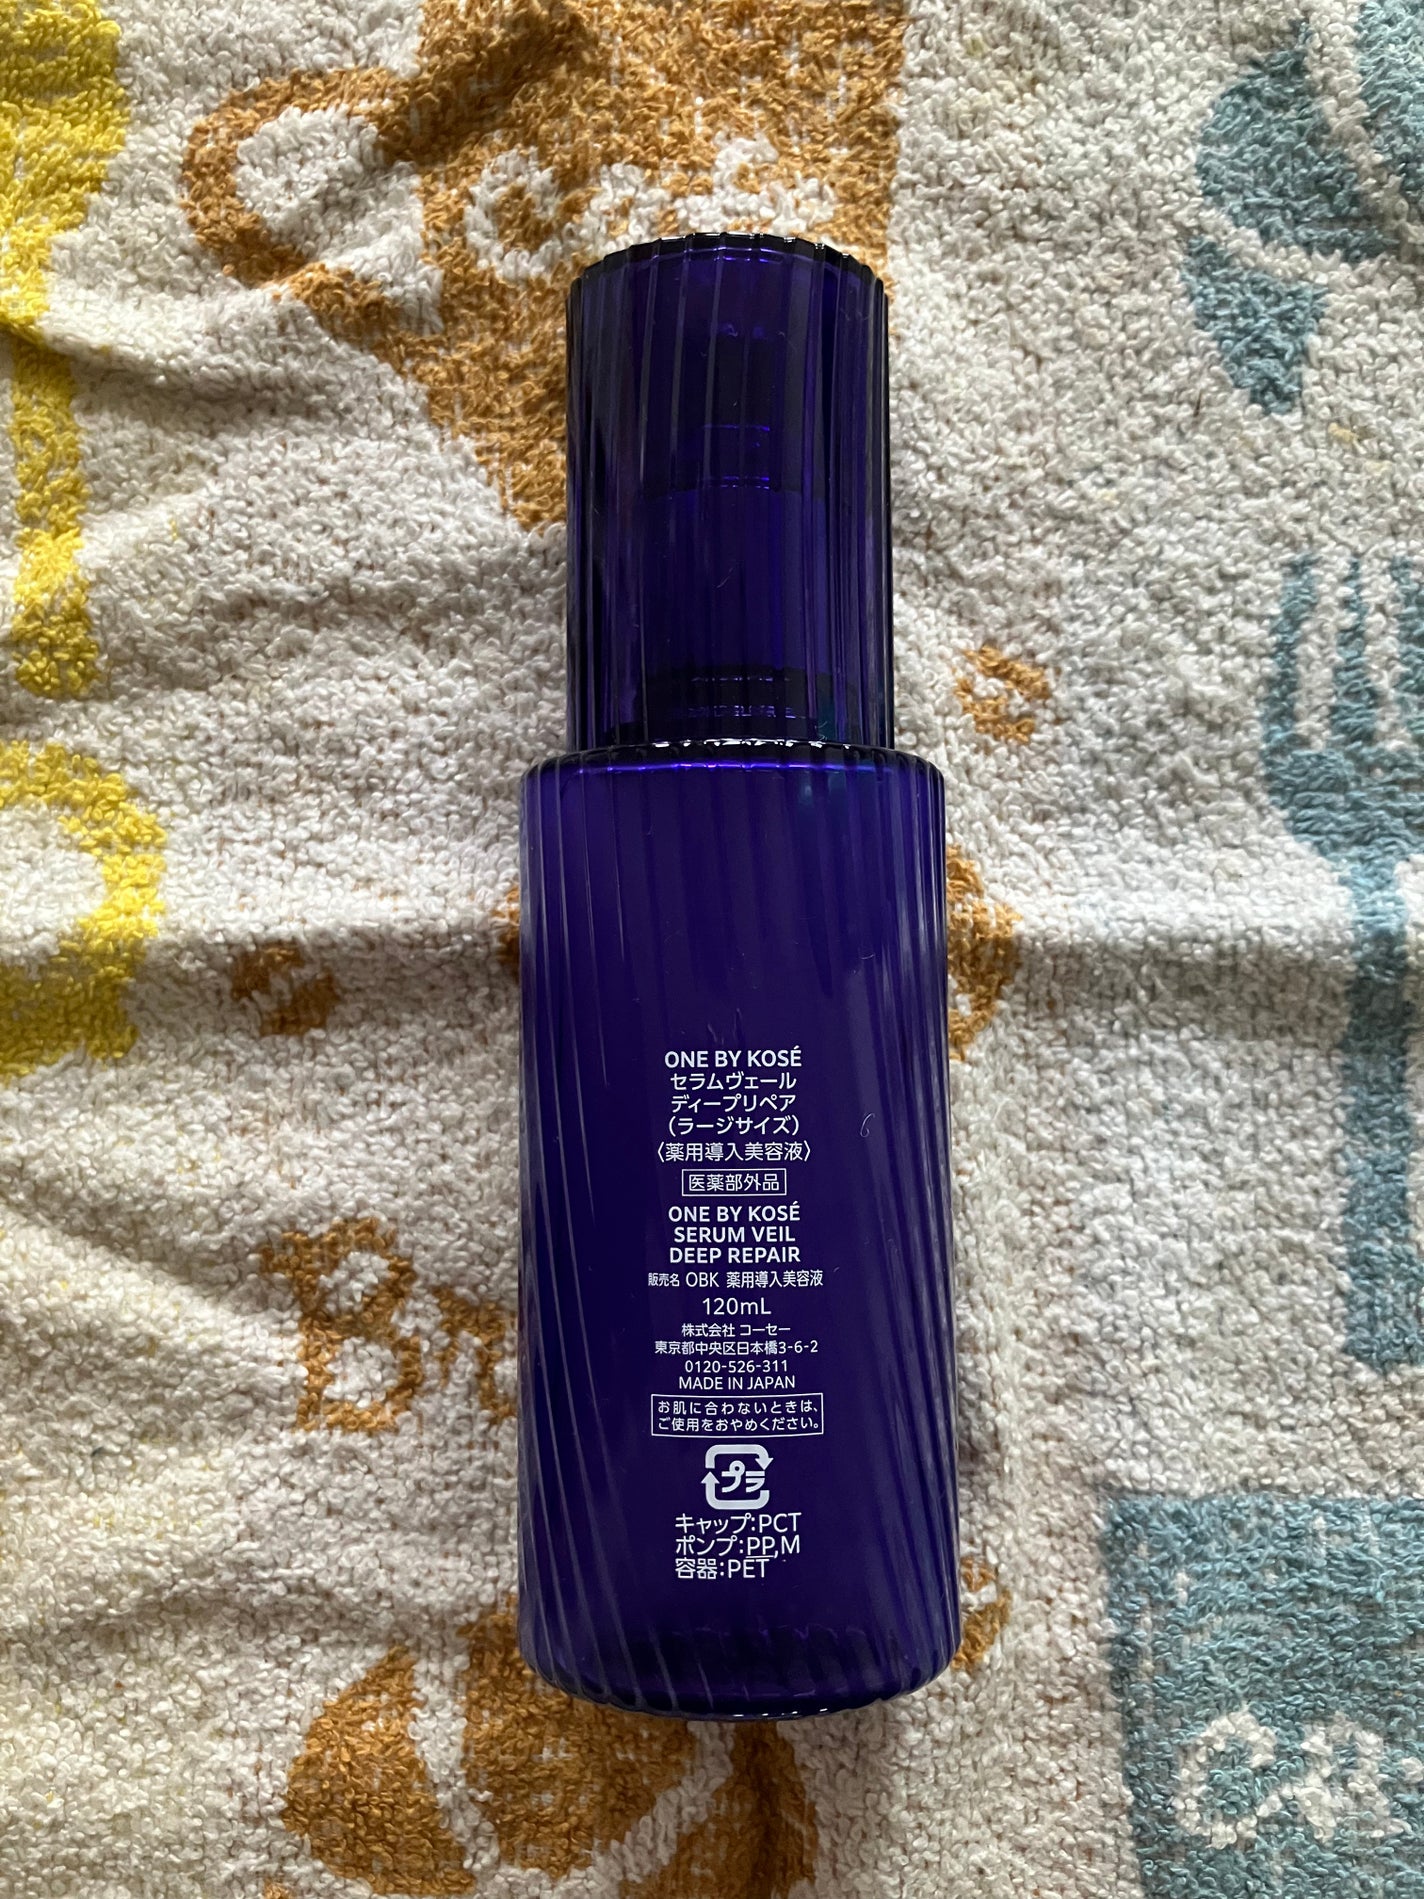 ONE BY KOSÉ
セラムヴェール
ディープリペア
（ラージサイズ）
〈薬用導入美容液〉
医薬部外品
ONE BY KOSÉ
SERUM VEIL
DEEP REPAIR
販売名 OBK 薬用導入美容液
120mL
株式会社 コーセー
東京都中央区日本橋3-6-2
0120-526-311
MADE IN JAPAN
お肌に合わないときは、
ご使用をおやめください。
プラ
キャップ:PCT
ポンプ:PP,M
容器:PET